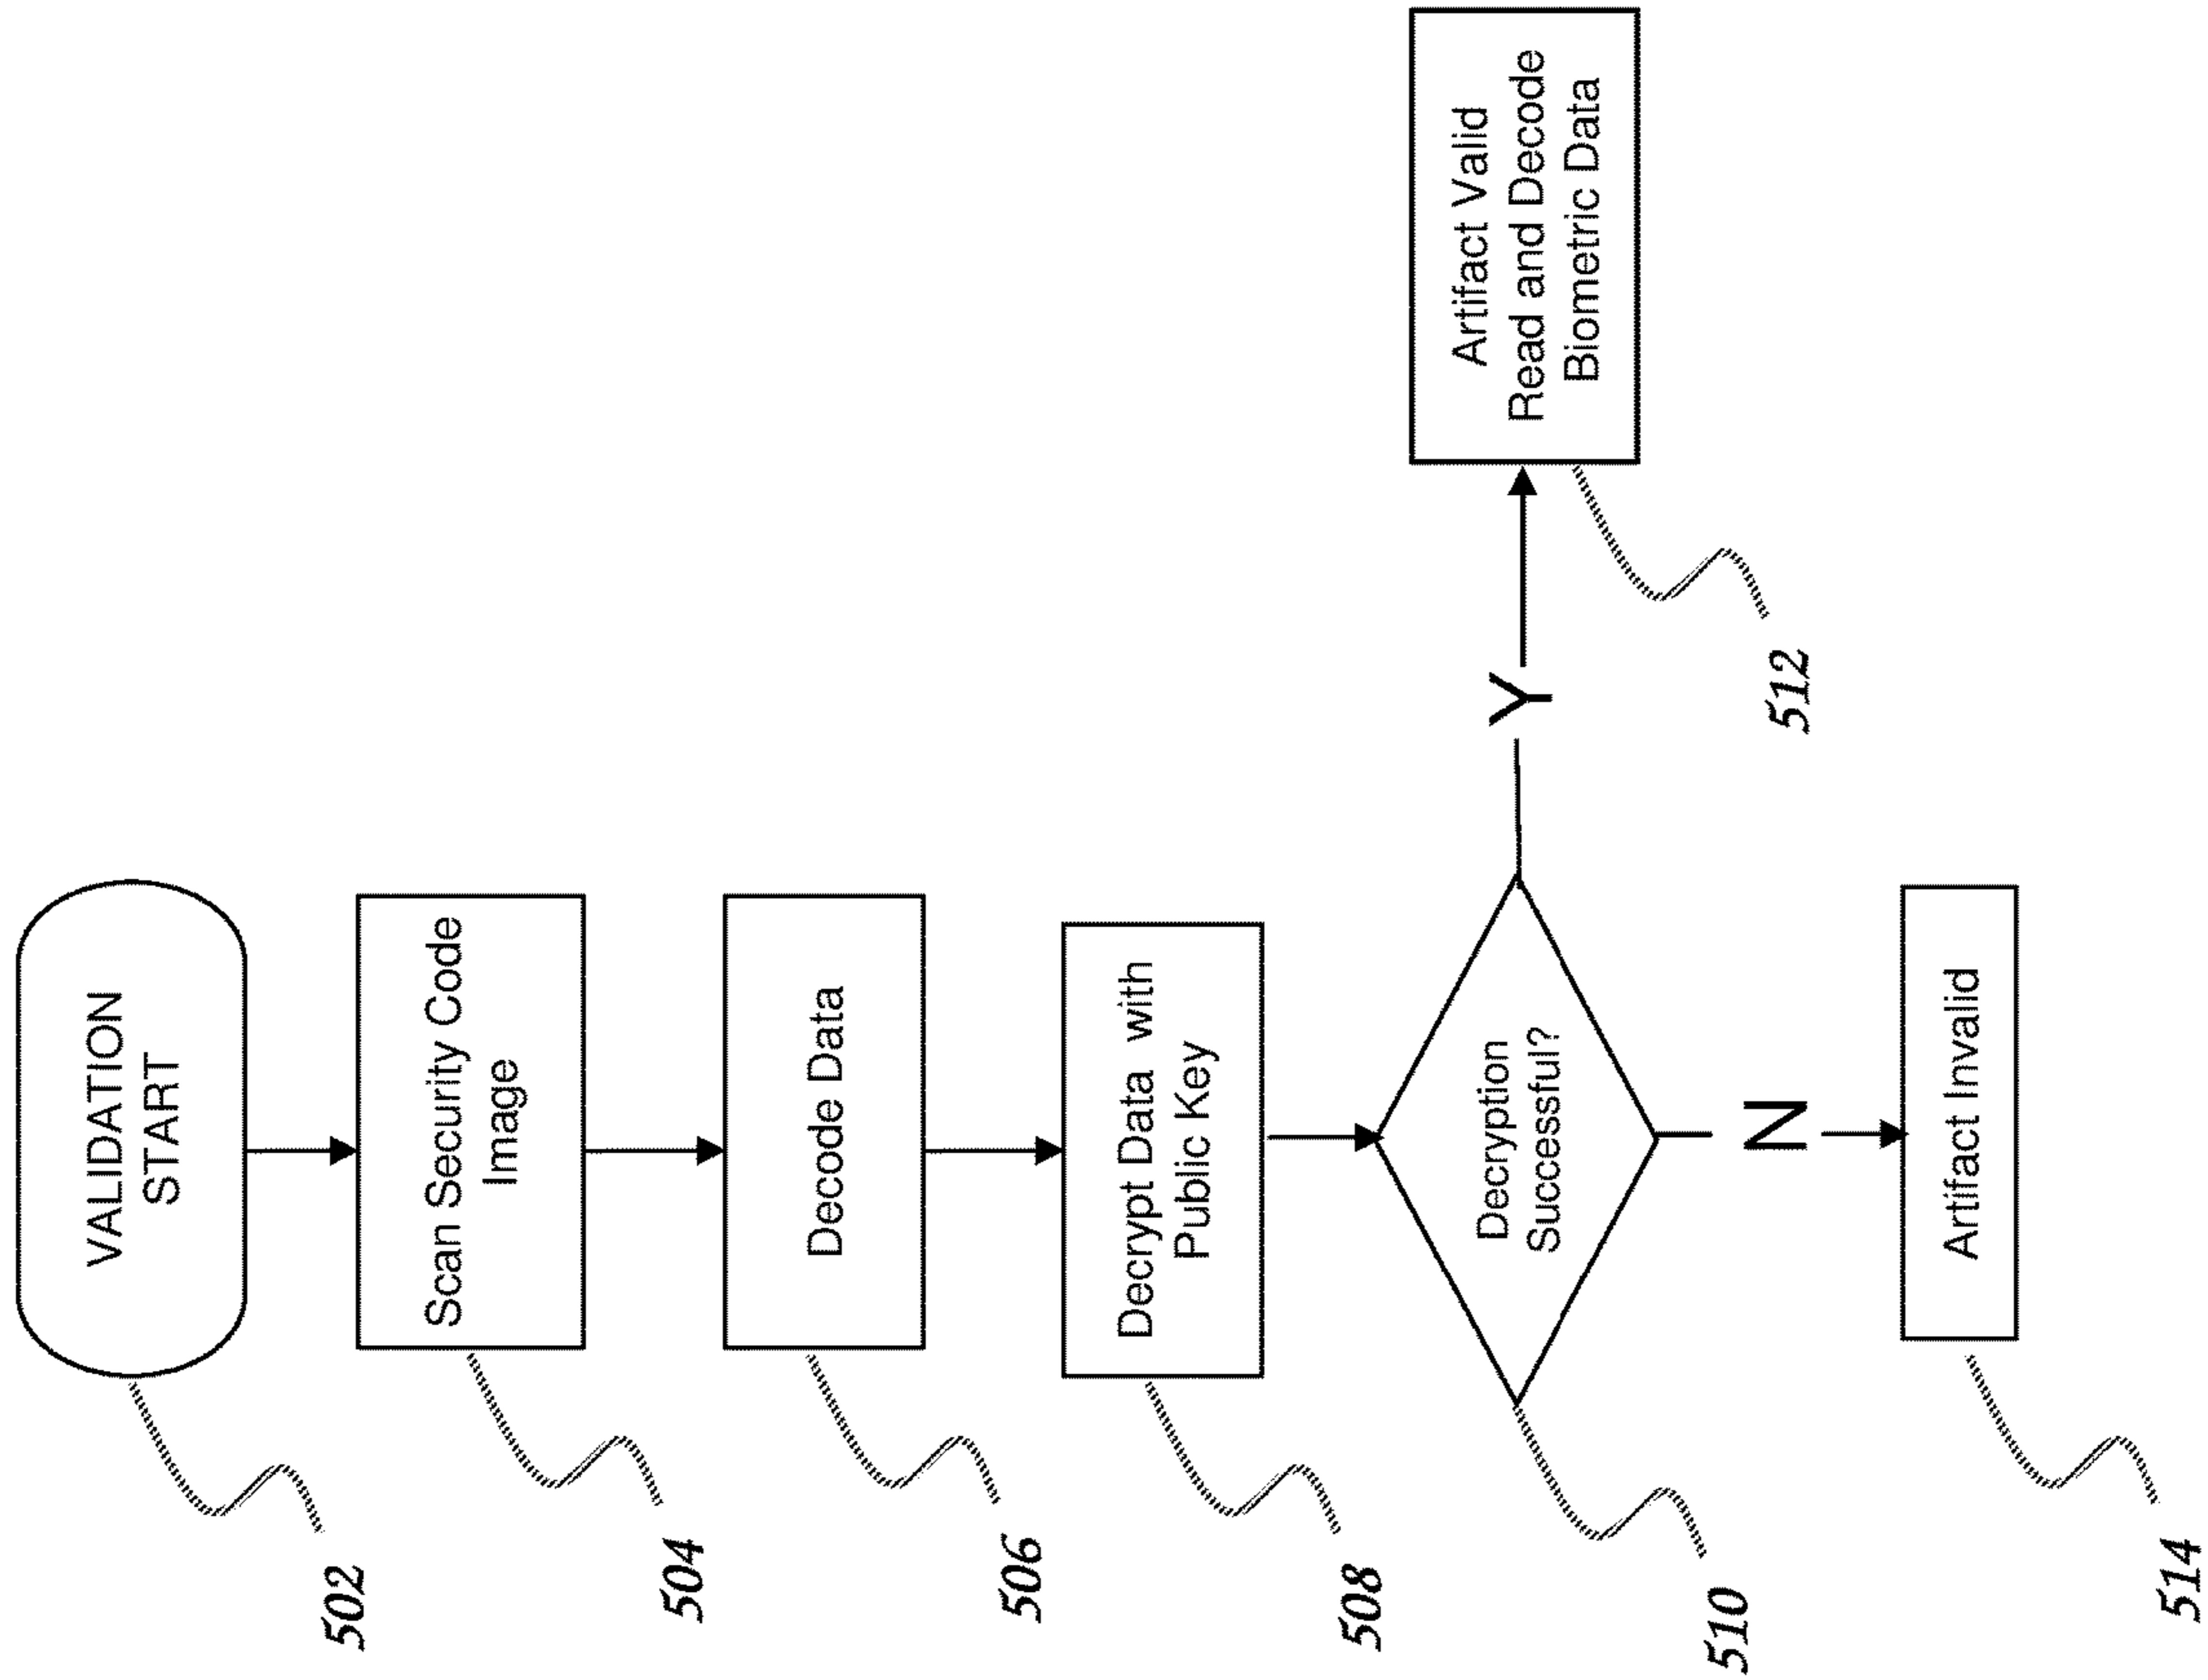 VALIDATION
START
502
Scan Security Code
Image
504
Decode Data
506
Decrypt Data with
Public Key
508
Decryption
Successful?
510
Y
Artifact Valid
Read and Decode
Biometric Data
512
N
Artifact Invalid
514